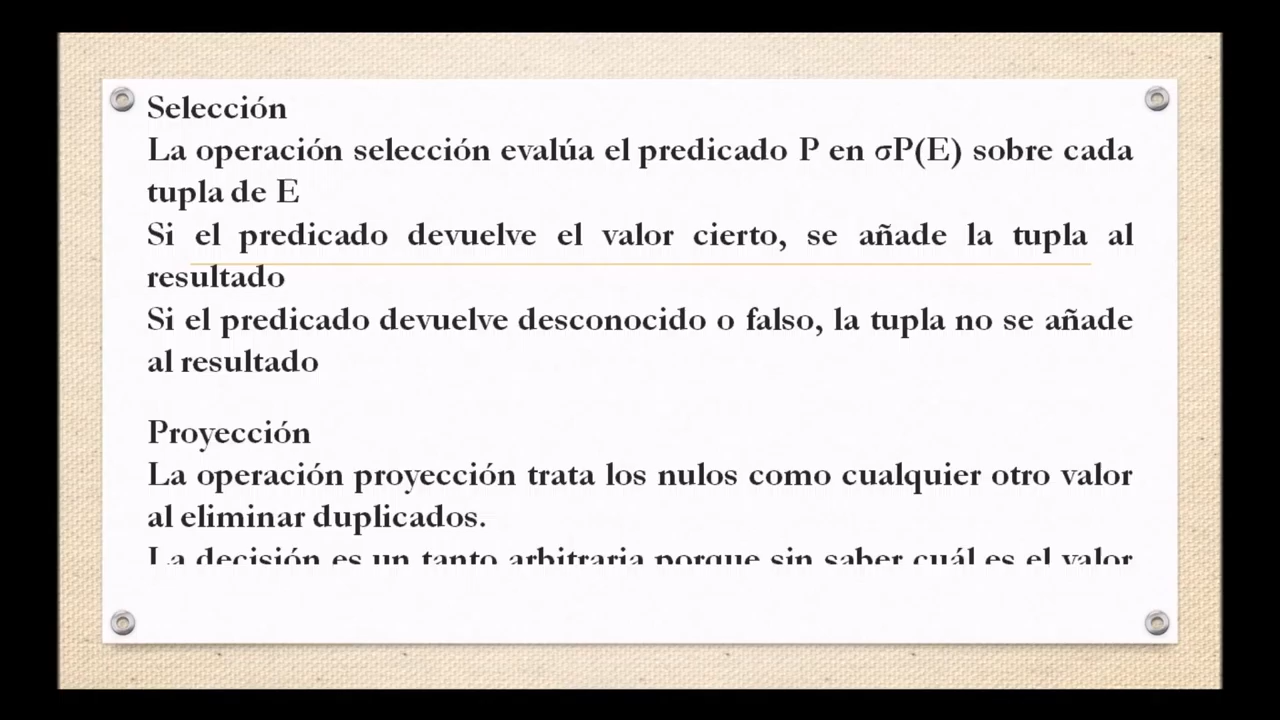 Selección
La operación selección evalúa el predicado P en σP(E) sobre cada
tupla de E
Si el predicado devuelve el valor cierto, se añade la tupla al
resultado
Si el predicado devuelve desconocido o falso, la tupla no se añade
al resultado
Proyección
La operación proyección trata los nulos como cualquier otro valor
al eliminar duplicados.
La decisión es un tanto arbitraria porque sin saber cuál es el valor